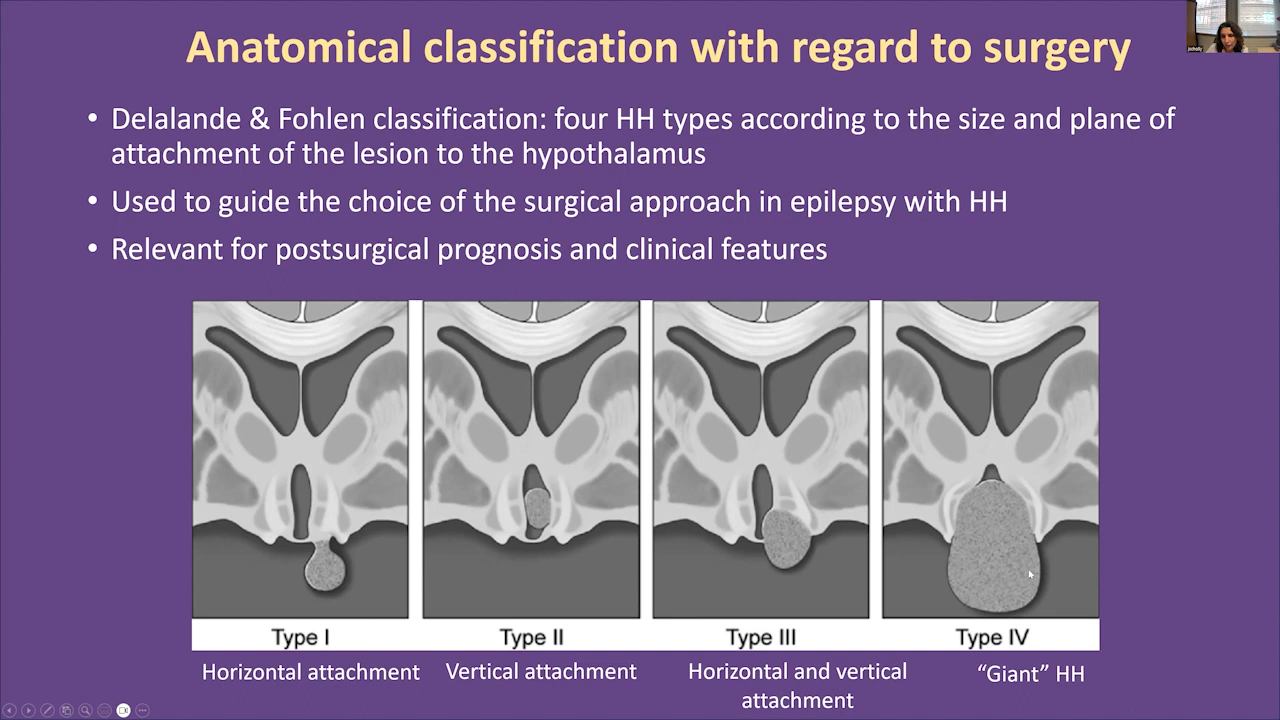 Anatomical classification with regard to surgery
• Delalande & Fohlen classification: four HH types according to the size and plane of
attachment of the lesion to the hypothalamus
• Used to guide the choice of the surgical approach in epilepsy with HH
• Relevant for postsurgical prognosis and clinical features
Type I
Type II
Type III
Type IV
Horizontal attachment
Vertical attachment
Horizontal and vertical
attachment
“Giant” HH